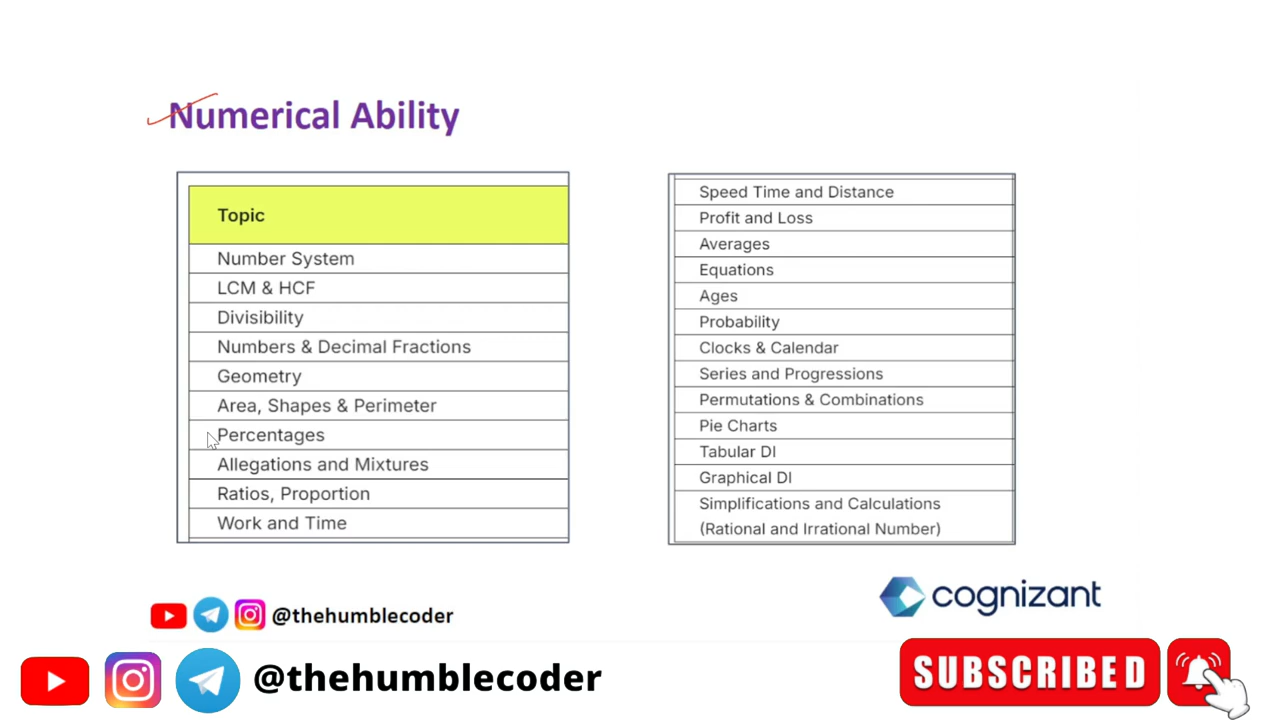 Numerical Ability
Topic
Number System
LCM & HCF
Divisibility
Numbers & Decimal Fractions
Geometry
Area, Shapes & Perimeter
Percentages
Allegations and Mixtures
Ratios, Proportion
Work and Time
Speed Time and Distance
Profit and Loss
Averages
Equations
Ages
Probability
Clocks & Calendar
Series and Progressions
Permutations & Combinations
Pie Charts
Tabular DI
Graphical DI
Simplifications and Calculations
(Rational and Irrational Number)
cognizant
@thehumblecoder
@thehumblecoder
SUBSCRIBED